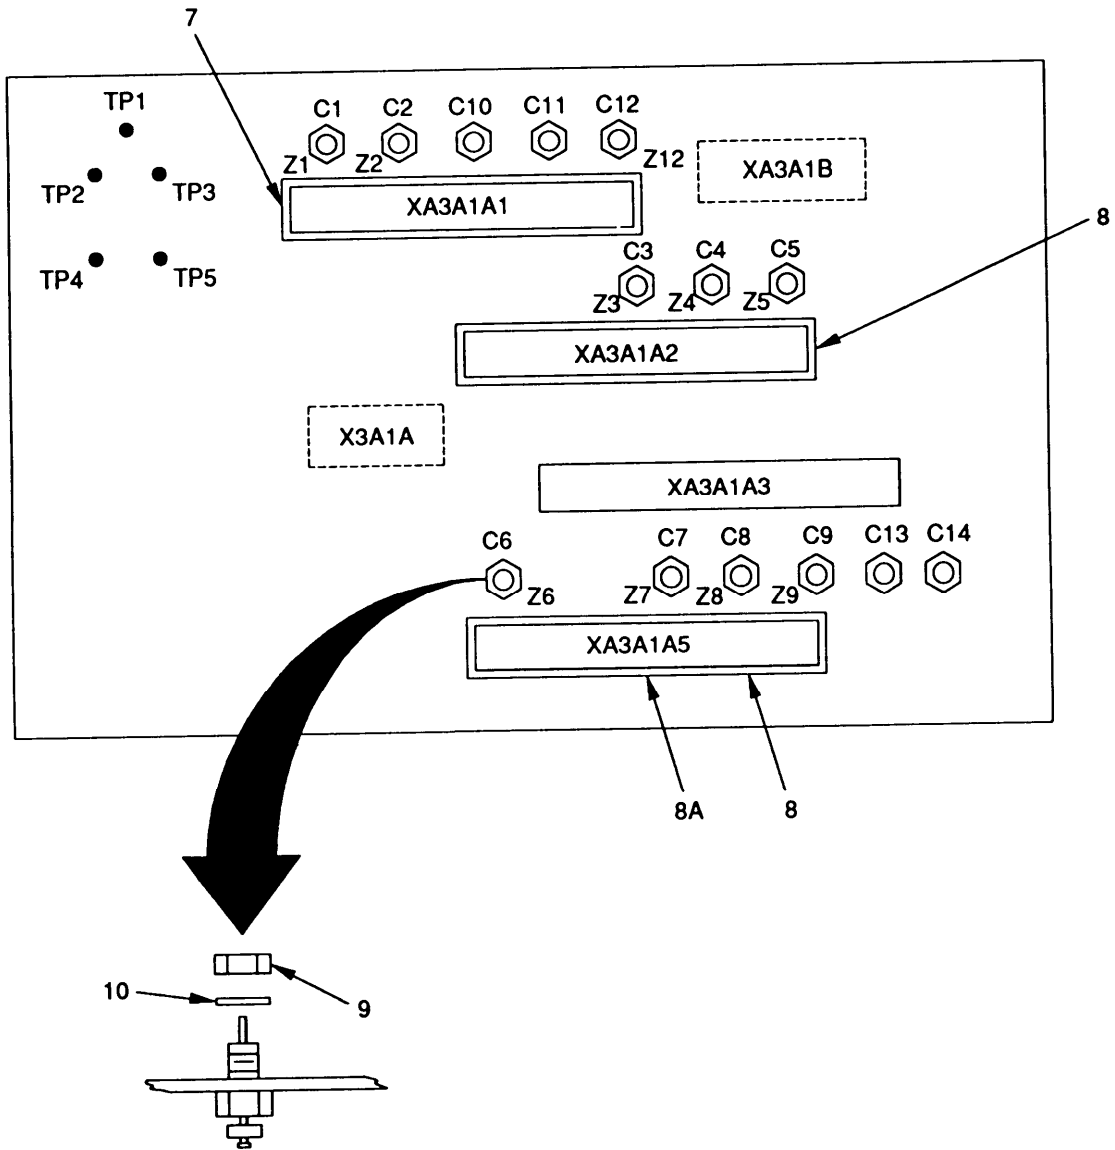 7
TP1
C1 C2 C10 C11 C12
Z1 Z2 Z12
XA3A1B
TP2 TP3
XA3A1A1
8
C3 C4 C5
TP4 TP5
Z3 Z4 Z5
XA3A1A2
X3A1A
XA3A1A3
C6 C7 C8 C9 C13 C14
Z6 Z7 Z8 Z9
XA3A1A5
8A 8
10
9